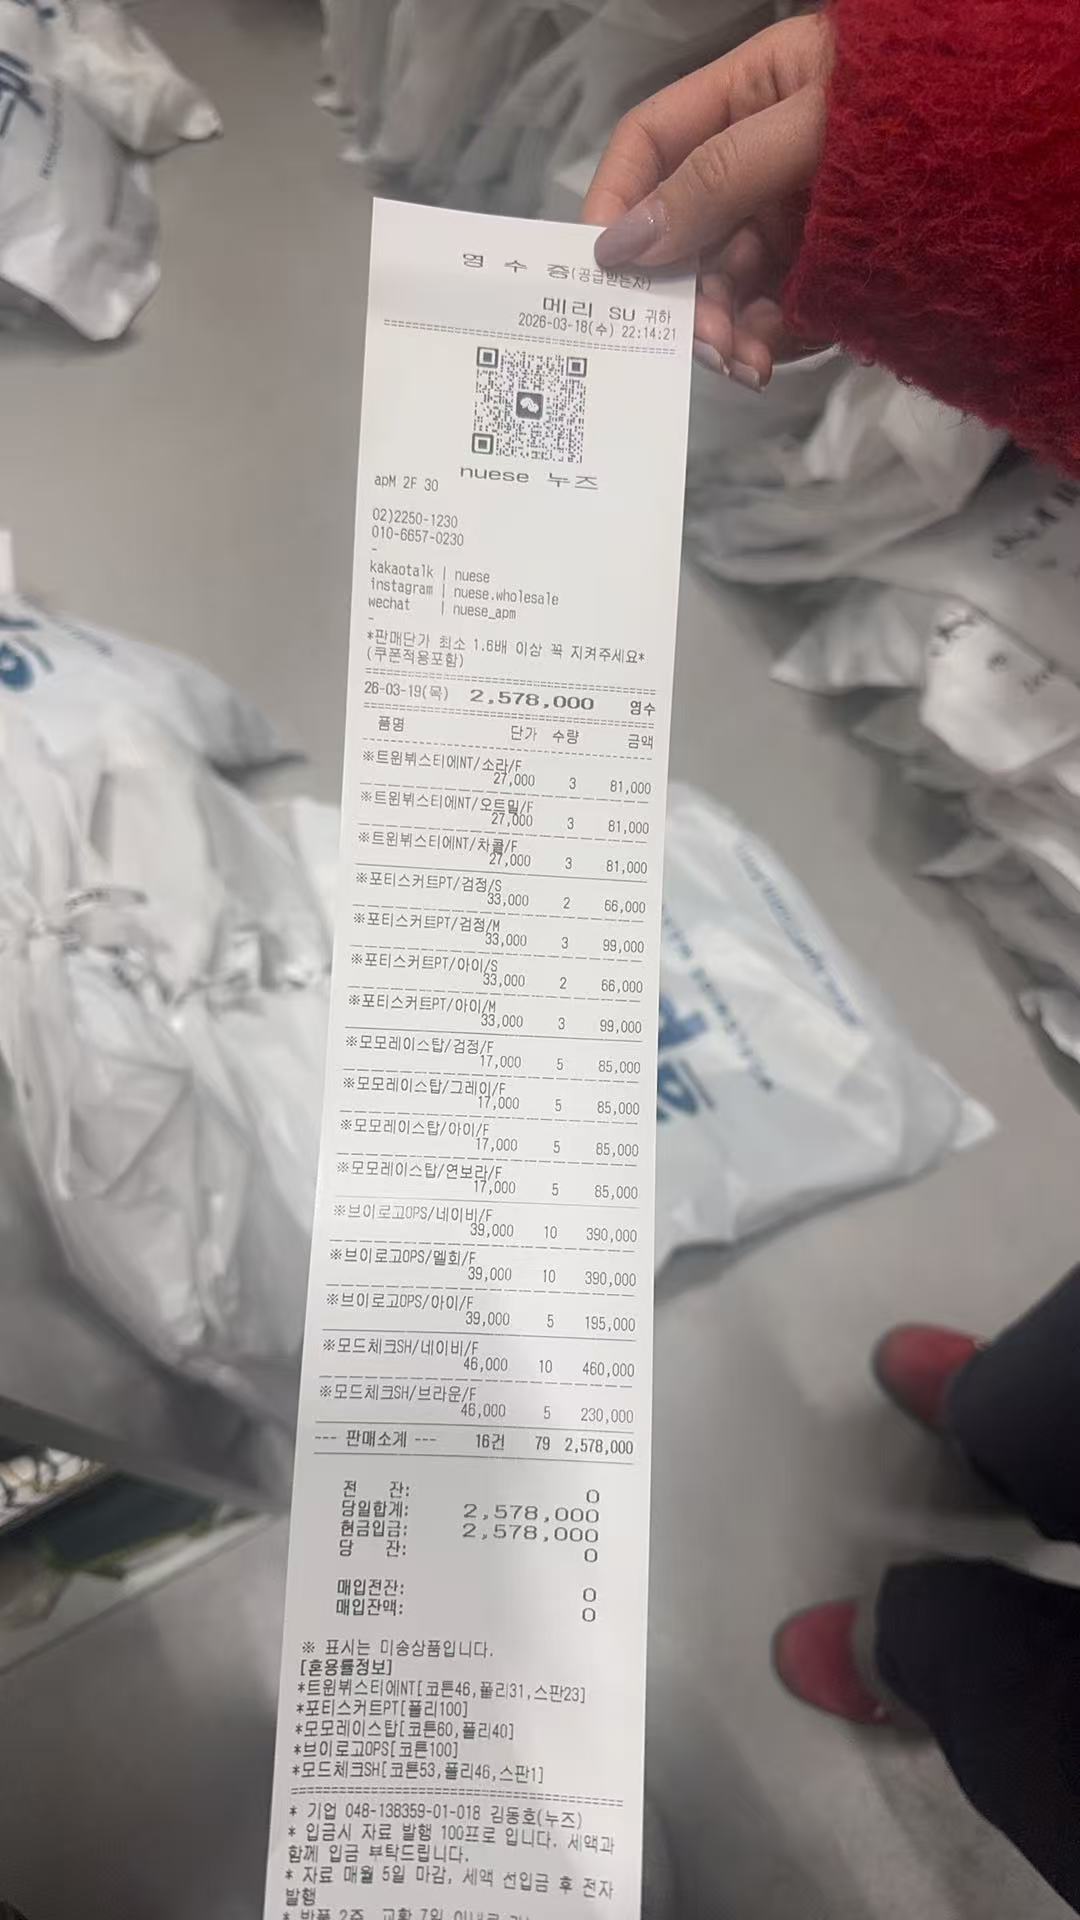 영 수 증(공급받는자)
메리 SU 귀하
2026-03-18(수) 22:14:21
nuese 누즈
apM 2F 30
02)2250-1230
010-6657-0230
-
kakaotalk | nuese
instagram | nuese.wholesale
wechat | nuese_apm
-
*판매단가 최소 1.6배 이상 꼭 지켜주세요*
(쿠폰적용포함)
26-03-19(목) 2,578,000 영수
품명 단가 수량 금액
※트윈뷔스티에NT/소라/F
27,000 3 81,000
※트윈뷔스티에NT/오트밀/F
27,000 3 81,000
※트윈뷔스티에NT/차콜/F
27,000 3 81,000
※포티스커트PT/검정/S
33,000 2 66,000
※포티스커트PT/검정/M
33,000 3 99,000
※포티스커트PT/아이/S
33,000 2 66,000
※포티스커트PT/아이/M
33,000 3 99,000
※모모레이스탑/검정/F
17,000 5 85,000
※모모레이스탑/그레이/F
17,000 5 85,000
※모모레이스탑/아이/F
17,000 5 85,000
※모모레이스탑/연보라/F
17,000 5 85,000
※브이로고OPS/네이비/F
39,000 10 390,000
※브이로고OPS/멜회/F
39,000 10 390,000
※브이로고OPS/아이/F
39,000 5 195,000
※모드체크SH/네이비/F
46,000 10 460,000
※모드체크SH/브라운/F
46,000 5 230,000
--- 판매소계 --- 16건 79 2,578,000
전 잔: 0
당일합계: 2,578,000
현금입금: 2,578,000
당 잔: 0
매입전잔: 0
매입잔액: 0
※ 표시는 미송상품입니다.
[혼용률정보]
*트윈뷔스티에NT[코튼46,폴리31,스판23]
*포티스커트PT[폴리100]
*모모레이스탑[코튼60,폴리40]
*브이로고OPS[코튼100]
*모드체크SH[코튼53,폴리46,스판1]
* 기업 048-138359-01-018 김동호(누즈)
* 입금시 자료 발행 100프로 입니다. 세액과
함께 입금 부탁드립니다.
* 자료 매월 5일 마감, 세액 선입금 후 전자
발행
* 반품 2주, 교환 7일 이내로